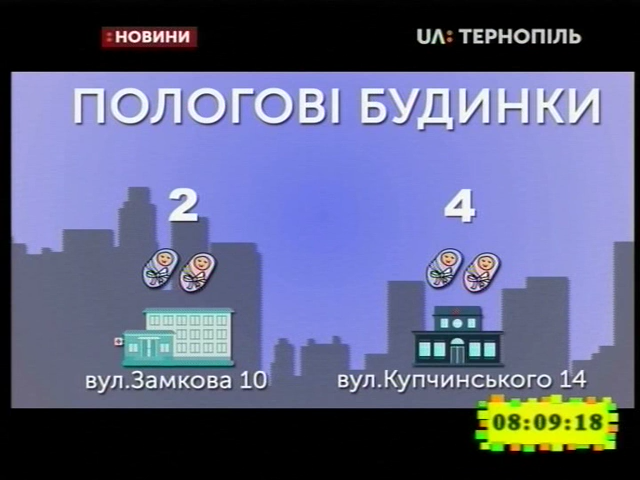 :НОВИНИ
UA: ТЕРНОПІЛЬ
ПОЛОГОВІ БУДИНКИ
2
4
вул.Замкова 10
вул.Купчинського 14
08:09:18